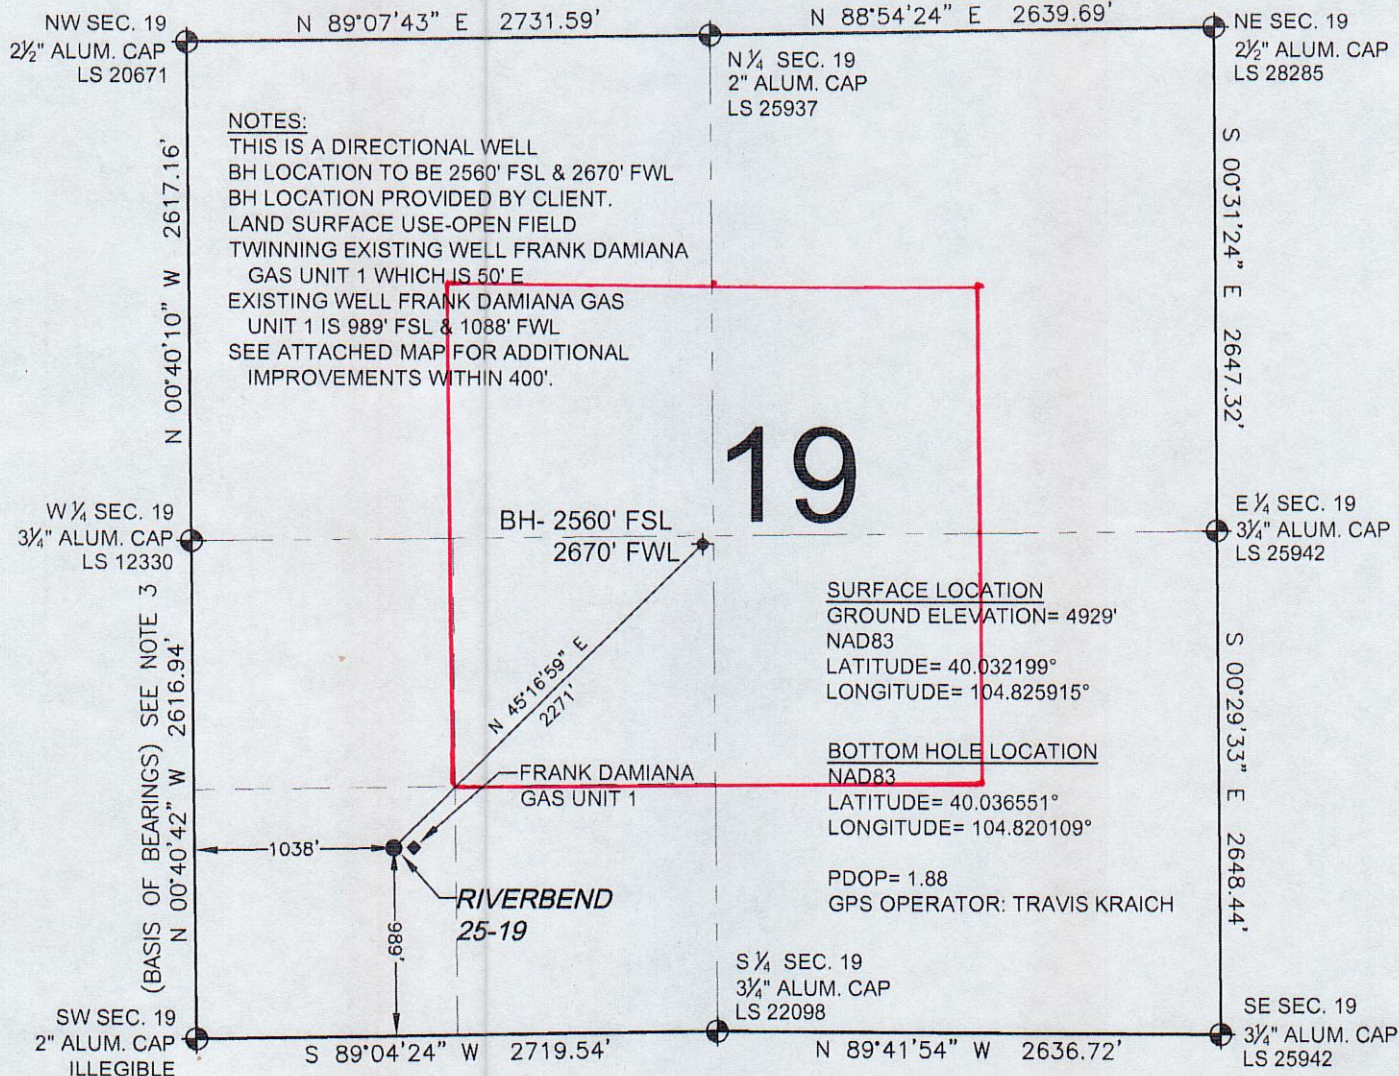 N 89°07'43" E 2731.59'
N 88°54'24" E 2639.69'
NW SEC. 19
2½" ALUM. CAP
LS 20671
N ¼ SEC. 19
2" ALUM. CAP
LS 25937
NE SEC. 19
2½" ALUM. CAP
LS 28285
NOTES:
THIS IS A DIRECTIONAL WELL
BH LOCATION TO BE 2560' FSL & 2670' FWL
BH LOCATION PROVIDED BY CLIENT.
LAND SURFACE USE-OPEN FIELD
TWINNING EXISTING WELL FRANK DAMIANA
GAS UNIT 1 WHICH IS 50' E
EXISTING WELL FRANK DAMIANA GAS
UNIT 1 IS 989' FSL & 1088' FWL
SEE ATTACHED MAP FOR ADDITIONAL
IMPROVEMENTS WITHIN 400'.
N 00°40'10" W 2617.16'
S 00°31'24" E 2647.32'
19
W ¼ SEC. 19
3¼" ALUM. CAP
LS 12330
BH- 2560' FSL
2670' FWL
E ¼ SEC. 19
3¼" ALUM. CAP
LS 25942
SURFACE LOCATION
GROUND ELEVATION= 4929'
NAD83
LATITUDE= 40.032199°
LONGITUDE= 104.825915°
N 45°16'59" E
2271'
BOTTOM HOLE LOCATION
NAD83
LATITUDE= 40.036551°
LONGITUDE= 104.820109°
PDOP= 1.88
GPS OPERATOR: TRAVIS KRAICH
(BASIS OF BEARINGS) SEE NOTE 3
N 00°40'42" W 2616.94'
S 00°29'33" E 2648.44'
FRANK DAMIANA
GAS UNIT 1
1038'
RIVERBEND
25-19
989'
S ¼ SEC. 19
3¼" ALUM. CAP
LS 22098
SW SEC. 19
2" ALUM. CAP
ILLEGIBLE
SE SEC. 19
3¼" ALUM. CAP
LS 25942
S 89°04'24" W 2719.54'
N 89°41'54" W 2636.72'